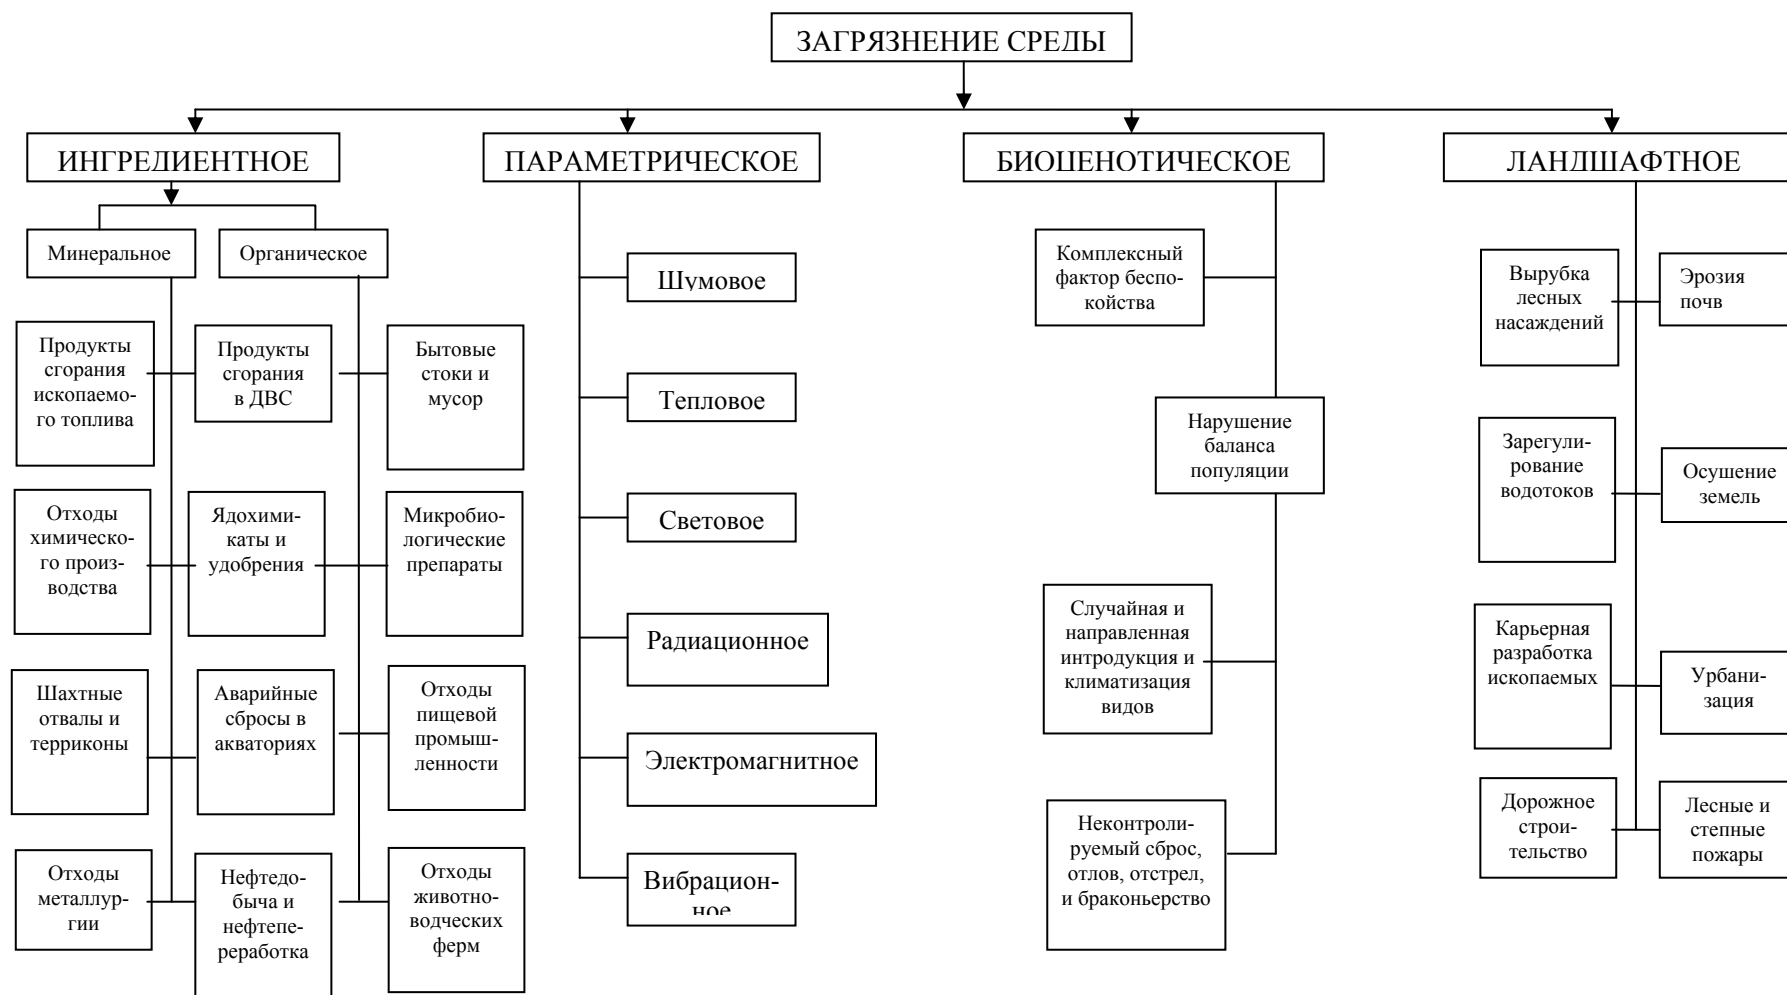 ЗАГРЯЗНЕНИЕ СРЕДЫ
ИНГРЕДИЕНТНОЕ
ПАРАМЕТРИЧЕСКОЕ
БИОЦЕНОТИЧЕСКОЕ
ЛАНДШАФТНОЕ
Минеральное
Органическое
Продукты
сгорания
ископаемо-
го топлива
Продукты
сгорания
в ДВС
Бытовые
стоки и
мусор
Отходы
химическо-
го произ-
водства
Ядохими-
каты и
удобрения
Микробио-
логические
препараты
Шахтные
отвалы и
терриконы
Аварийные
сбросы в
акваториях
Отходы
пищевой
промыш-
ленности
Отходы
металлур-
гии
Нефтедо-
быча и
нефтепе-
реработка
Отходы
животно-
водческих
ферм
Шумовое
Тепловое
Световое
Радиационное
Электромагнитное
Вибрацион-
ное
Комплексный
фактор беспо-
койства
Нарушение
баланса
популяции
Случайная и
направленная
интродукция и
климатизация
видов
Неконтроли-
руемый сброс,
отлов, отстрел,
и браконьерство
Вырубка
лесных
насаждений
Эрозия
почв
Зарегули-
рование
водотоков
Осушение
земель
Карьерная
разработка
ископаемых
Урбани-
зация
Дорожное
строи-
тельство
Лесные и
степные
пожары